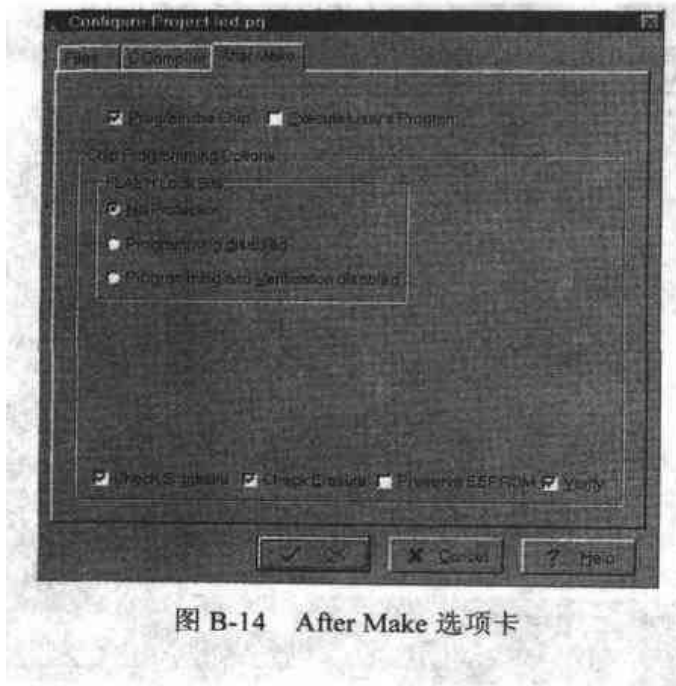 Configure Project led.prj
Files C Compiler After Make
Program the Chip Execute User's Program
Chip Programming Options
FLASH Lock Bits
No Protection
Programming disabled
Programming and Verification disabled
Check Signature Check Erasure Preserve EEPROM Verify
OK Cancel Help
图 B-14 After Make 选项卡